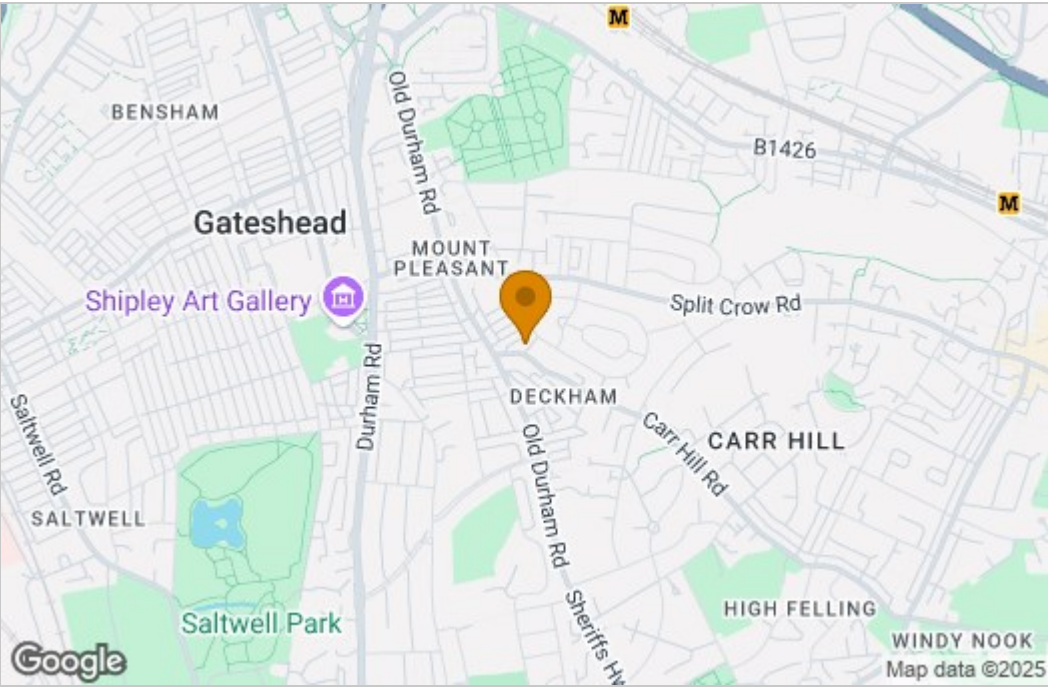 M
Old Durham Rd
BENSHAM
B1426
M
Gateshead
MOUNT
PLEASANT
Shipley Art Gallery
Split Crow Rd
Durham Rd
DECKHAM
Saltwell Rd
Carr Hill Rd
CARR HILL
Old Durham Rd
SALTWELL
Sheriffs Hw
HIGH FELLING
Saltwell Park
WINDY NOOK
Google
Map data ©2025